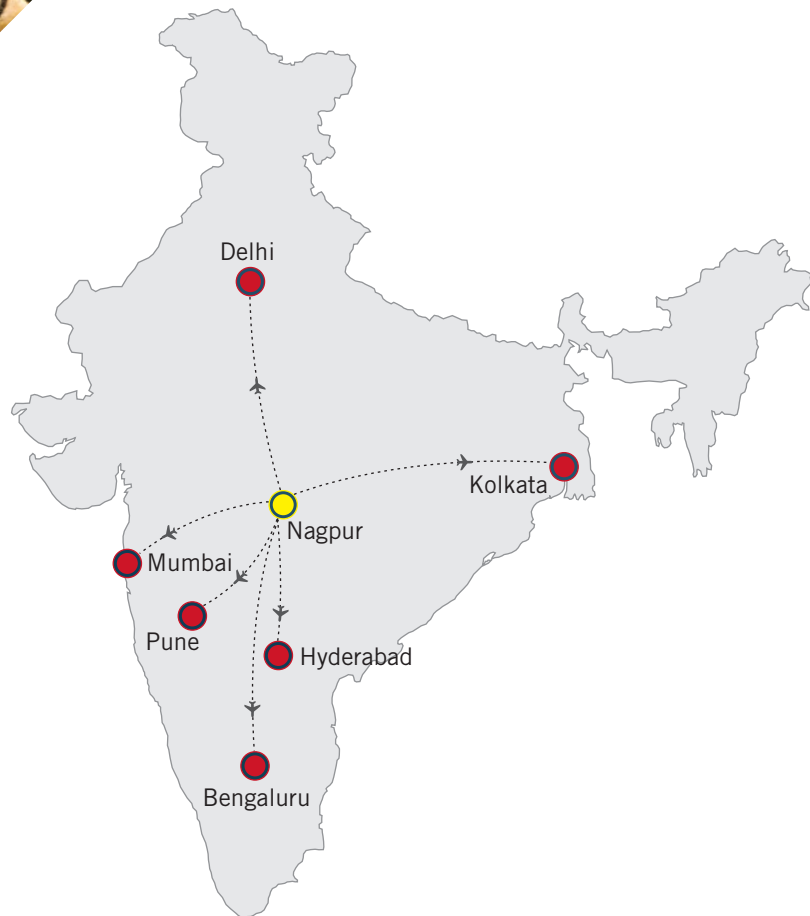 Delhi
Kolkata
Nagpur
Mumbai
Pune
Hyderabad
Bengaluru